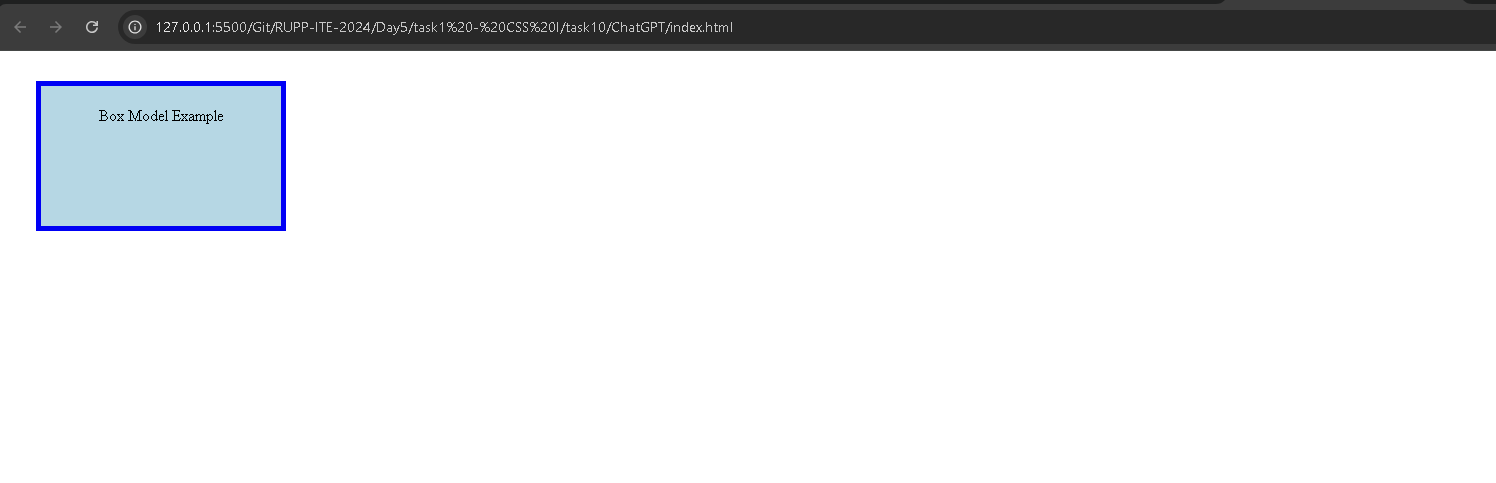 127.0.0.1:5500/Git/RUPP-ITE-2024/Day5/task1%20-%20CSS%20I/task10/ChatGPT/index.html
Box Model Example